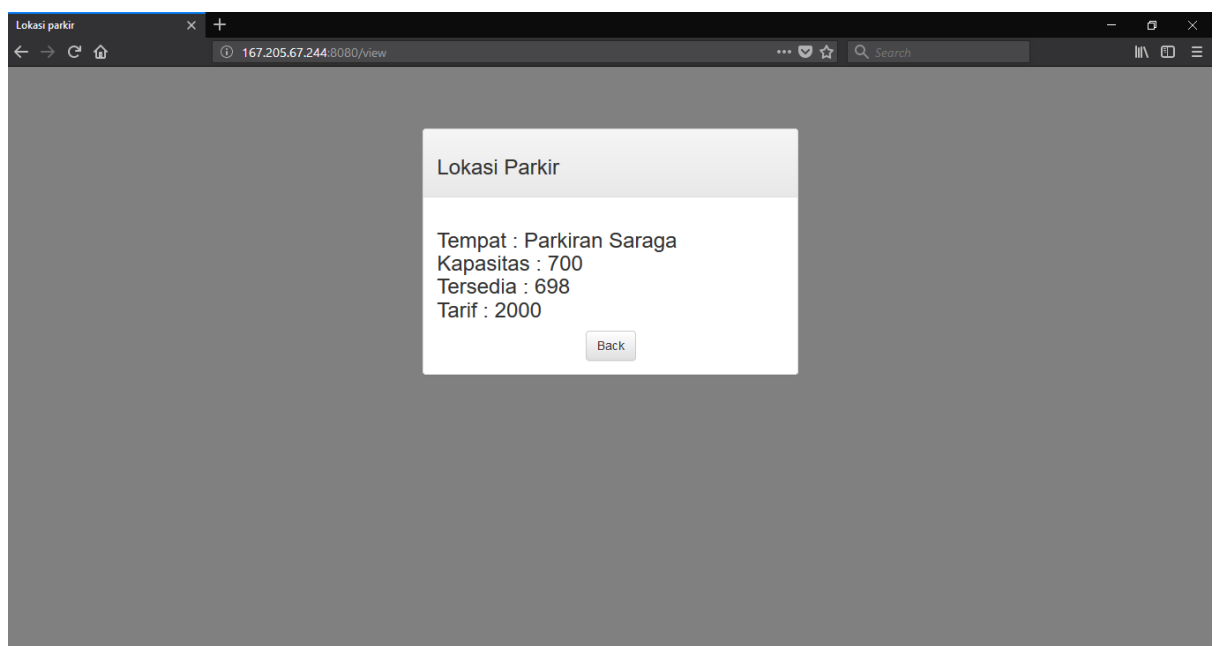 Lokasi parkir
167.205.67.244:8080/view
Search
Lokasi Parkir
Tempat : Parkiran Saraga
Kapasitas : 700
Tersedia : 698
Tarif : 2000
Back